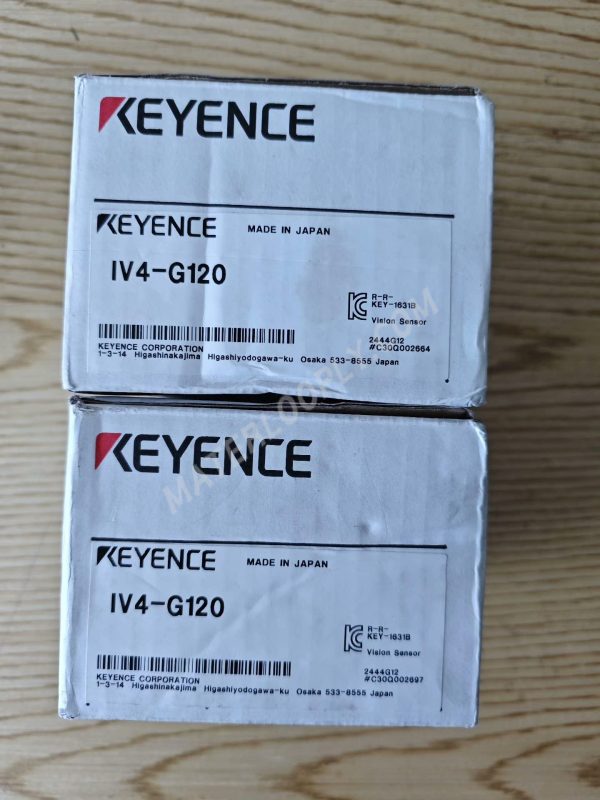 KEYENCE
KEYENCE MADE IN JAPAN
IV4-G120
R-R-
KEY-1631B
Vision Sensor
2444G12
#C30Q002664
KEYENCE CORPORATION
1-3-14 Higashinakajima Higashiyodogawa-ku Osaka 533-8555 Japan
KEYENCE
KEYENCE MADE IN JAPAN
IV4-G120
R-R-
KEY-1631B
Vision Sensor
2444G12
#C30Q002697
KEYENCE CORPORATION
1-3-14 Higashinakajima Higashiyodogawa-ku Osaka 533-8555 Japan